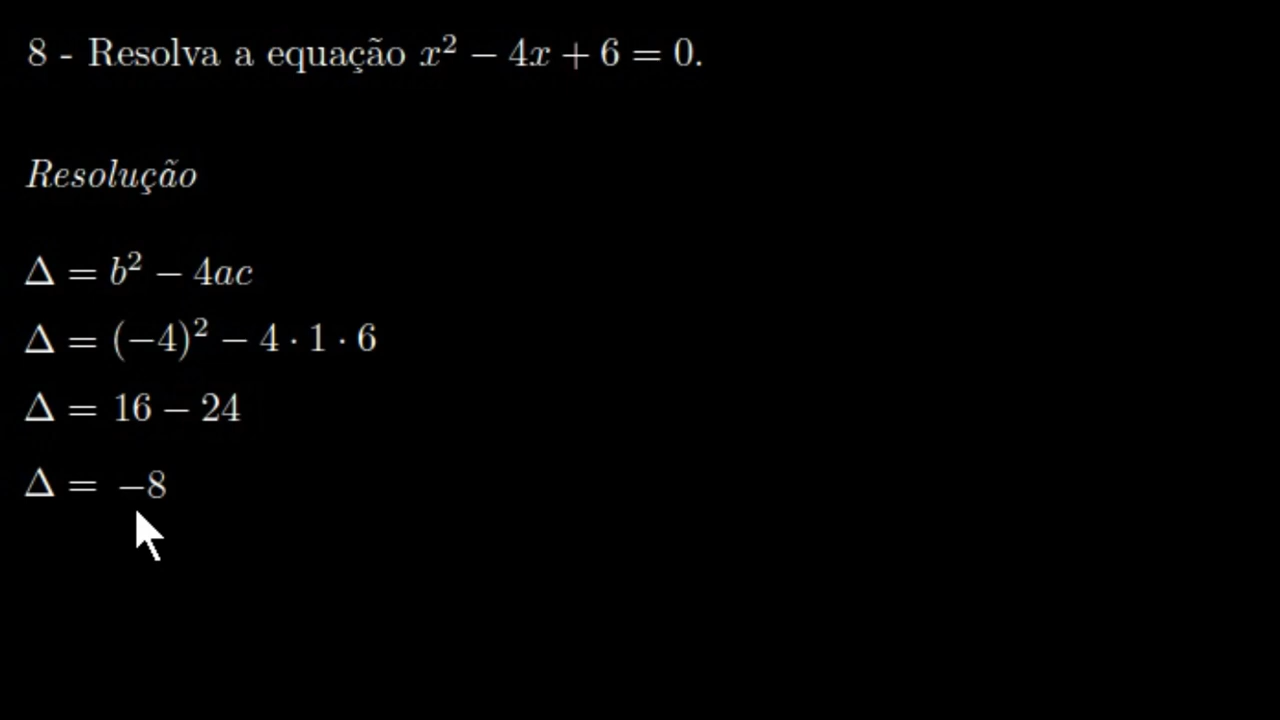 8 - Resolva a equação x² − 4x + 6 = 0.
Resolução
Δ = b² − 4ac
Δ = (−4)² − 4 · 1 · 6
Δ = 16 − 24
Δ = −8